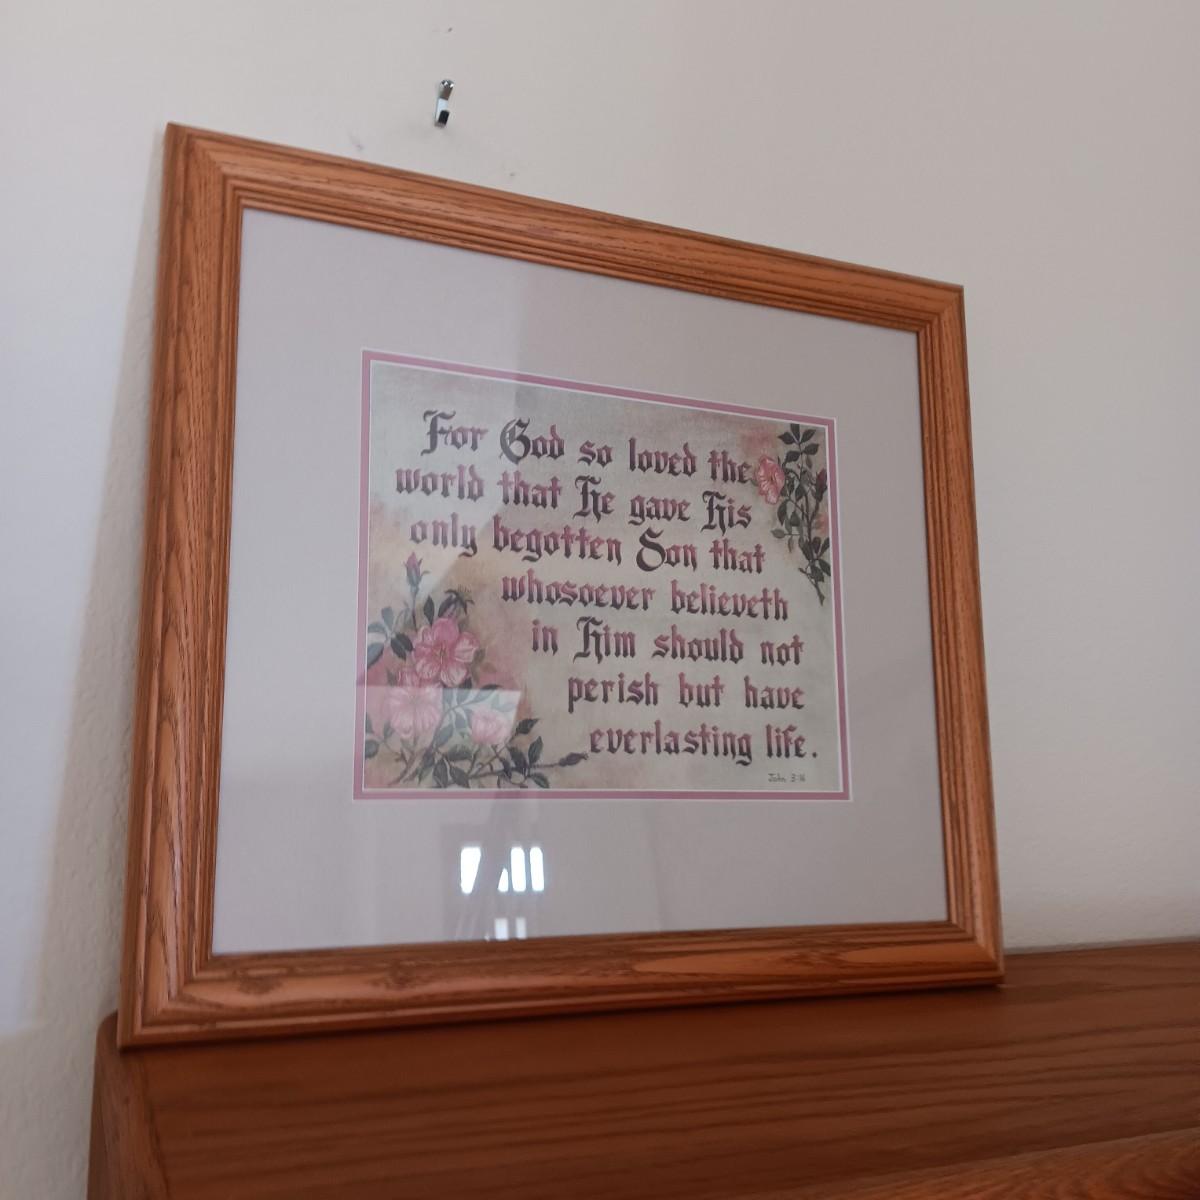 For God so loved the
world that He gave His
only begotten Son that
whosoever believeth
in Him should not
perish but have
everlasting life.
John 3:16